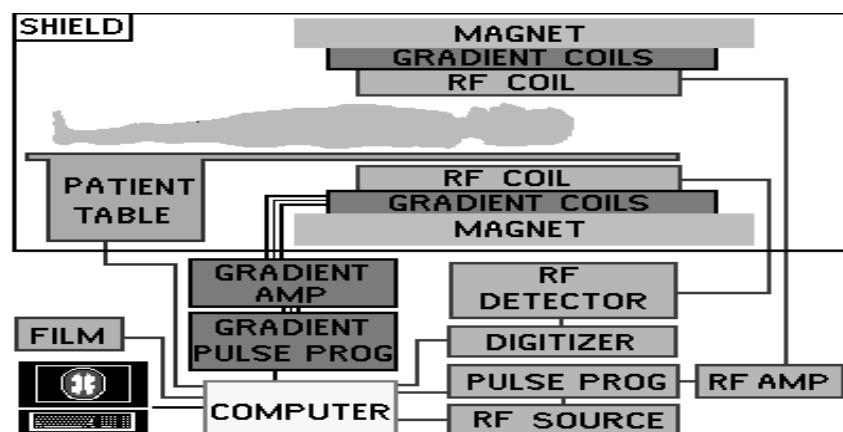 SHIELD
MAGNET
GRADIENT COILS
RF COIL
PATIENT
TABLE
RF COIL
GRADIENT COILS
MAGNET
GRADIENT
AMP
RF
DETECTOR
FILM
GRADIENT
PULSE PROG
DIGITIZER
PULSE PROG
RF AMP
COMPUTER
RF SOURCE